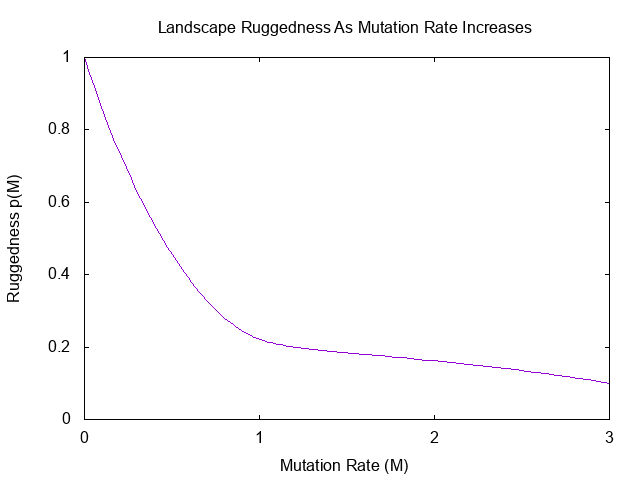 Landscape Ruggedness As Mutation Rate Increases
1
0.8
0.6
0.4
0.2
0
Ruggedness p(M)
0 1 2 3
Mutation Rate (M)